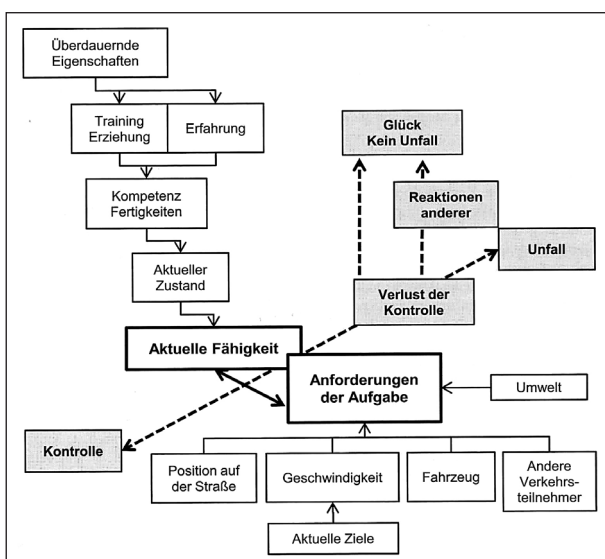 Überdauernde
Eigenschaften
Training
Erziehung
Erfahrung
Kompetenz
Fertigkeiten
Aktueller
Zustand
Aktuelle Fähigkeit
Glück
Kein Unfall
Reaktionen
anderer
Unfall
Verlust der
Kontrolle
Anforderungen
der Aufgabe
Umwelt
Kontrolle
Position auf
der Straße
Geschwindigkeit
Fahrzeug
Andere
Verkehrs-
teilnehmer
Aktuelle Ziele